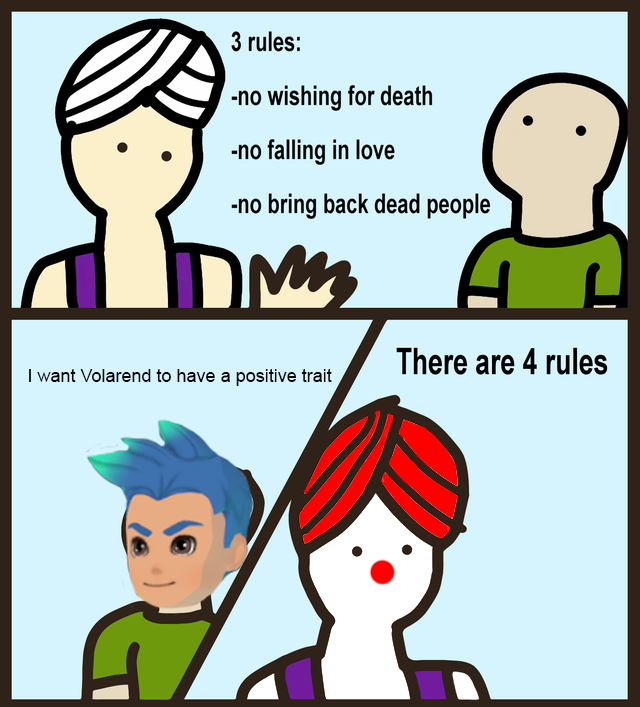 3 rules:
-no wishing for death
-no falling in love
-no bring back dead people
I want Volarend to have a positive trait
There are 4 rules